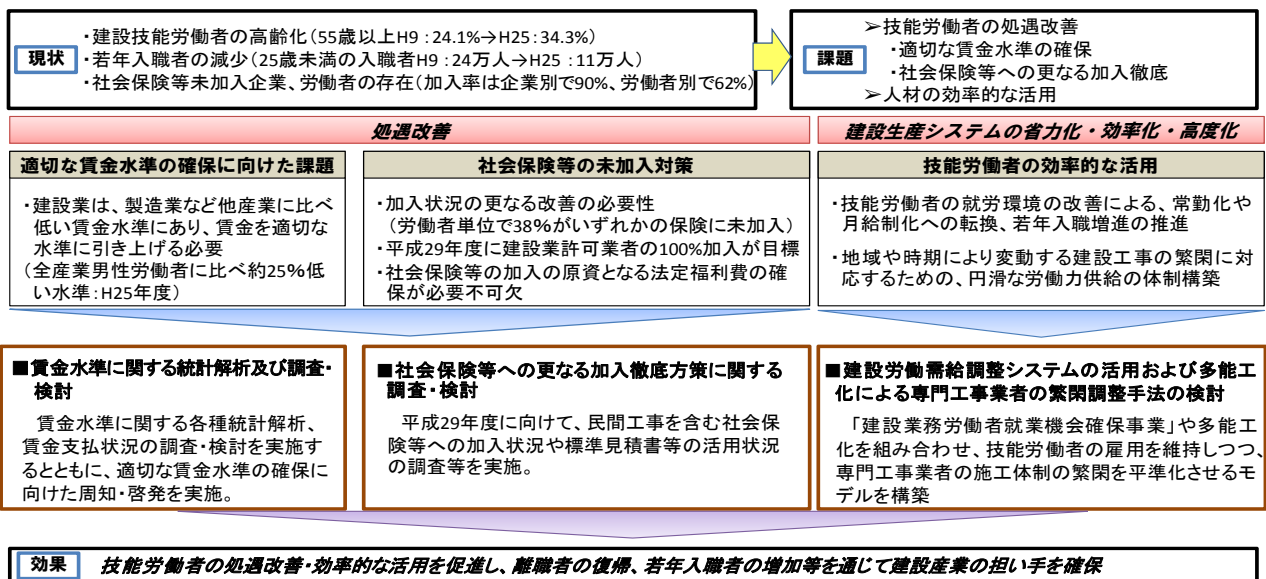 現状
・建設技能労働者の高齢化(55歳以上H9:24.1%→H25:34.3%)
・若年入職者の減少(25歳未満の入職者H9:24万人→H25:11万人)
・社会保険等未加入企業、労働者の存在(加入率は企業別で90%、労働者別で62%)
課題
➢技能労働者の処遇改善
・適切な賃金水準の確保
・社会保険等への更なる加入徹底
➢人材の効率的な活用
処遇改善
建設生産システムの省力化・効率化・高度化
適切な賃金水準の確保に向けた課題
・建設業は、製造業など他産業に比べ
低い賃金水準にあり、賃金を適切な
水準に引き上げる必要
(全産業男性労働者に比べ約25%低
い水準:H25年度)
社会保険等の未加入対策
・加入状況の更なる改善の必要性
(労働者単位で38%がいずれかの保険に未加入)
・平成29年度に建設業許可業者の100%加入が目標
・社会保険等の加入の原資となる法定福利費の確
保が必要不可欠
技能労働者の効率的な活用
・技能労働者の就労環境の改善による、常勤化や
月給制化への転換、若年入職増進の推進
・地域や時期により変動する建設工事の繁閑に対
応するための、円滑な労働力供給の体制構築
■賃金水準に関する統計解析及び調査・
検討
賃金水準に関する各種統計解析、
賃金支払状況の調査・検討を実施す
るとともに、適切な賃金水準の確保に
向けた周知・啓発を実施。
■社会保険等への更なる加入徹底方策に関する
調査・検討
平成29年度に向けて、民間工事を含む社会保
険等への加入状況や標準見積書等の活用状況
の調査等を実施。
■建設労働需給調整システムの活用および多能工
化による専門工事業者の繁閑調整手法の検討
「建設業務労働者就業機会確保事業」や多能工
化を組み合わせ、技能労働者の雇用を維持しつつ、
専門工事業者の施工体制の繁閑を平準化させるモ
デルを構築
効果
技能労働者の処遇改善・効率的な活用を促進し、離職者の復帰、若年入職者の増加等を通じて建設産業の担い手を確保